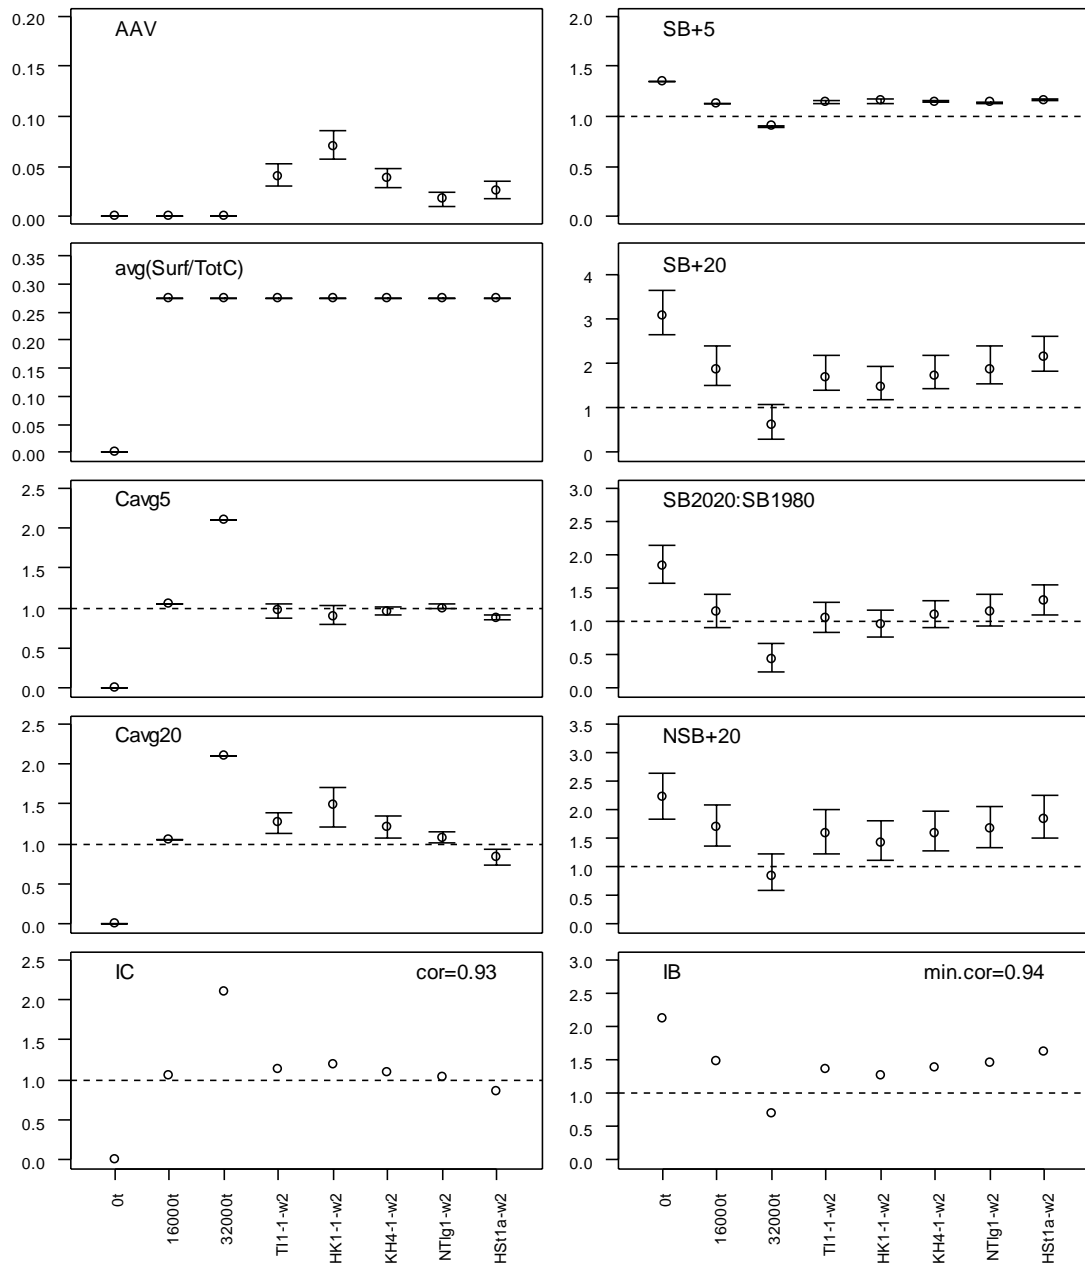 AAV
0.20
0.15
0.10
0.05
0.00
SB+5
2.0
1.5
1.0
0.5
0.0
avg(Surf/TotC)
0.35
0.30
0.25
0.20
0.15
0.10
0.05
0.00
SB+20
4
3
2
1
0
Cavg5
2.5
2.0
1.5
1.0
0.5
0.0
SB2020:SB1980
3.0
2.5
2.0
1.5
1.0
0.5
0.0
Cavg20
2.5
2.0
1.5
1.0
0.5
0.0
NSB+20
3.5
3.0
2.5
2.0
1.5
1.0
0.5
0.0
IC cor=0.93
2.5
2.0
1.5
1.0
0.5
0.0
0t
16000t
32000t
TI1-1-w2
HK1-1-w2
KH4-1-w2
NTIg1-w2
HSt1a-w2
IB min.cor=0.94
3.0
2.5
2.0
1.5
1.0
0.5
0.0
0t
16000t
32000t
TI1-1-w2
HK1-1-w2
KH4-1-w2
NTIg1-w2
HSt1a-w2